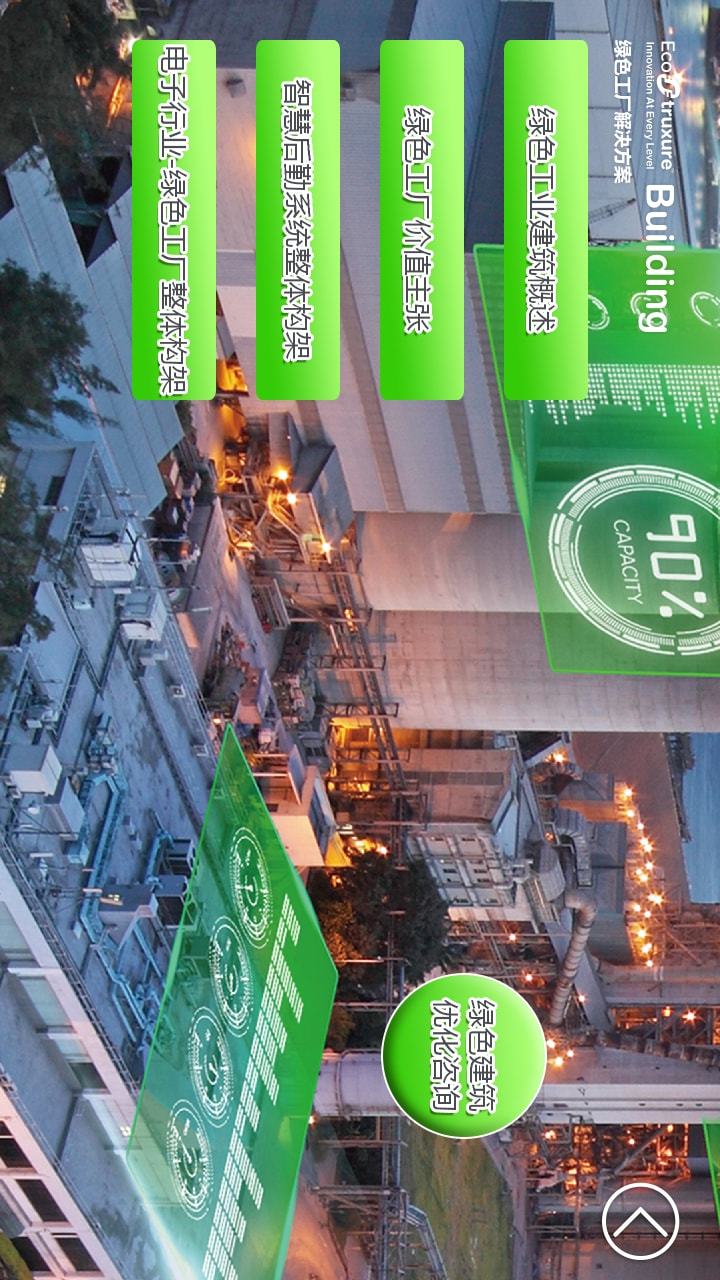 EcoStruxure Building
Innovation At Every Level
绿色工厂解决方案
90%
CAPACITY
绿色工业建筑概述
绿色工厂价值主张
智慧后勤系统整体构架
电子行业-绿色工厂整体构架
绿色建筑
优化咨询